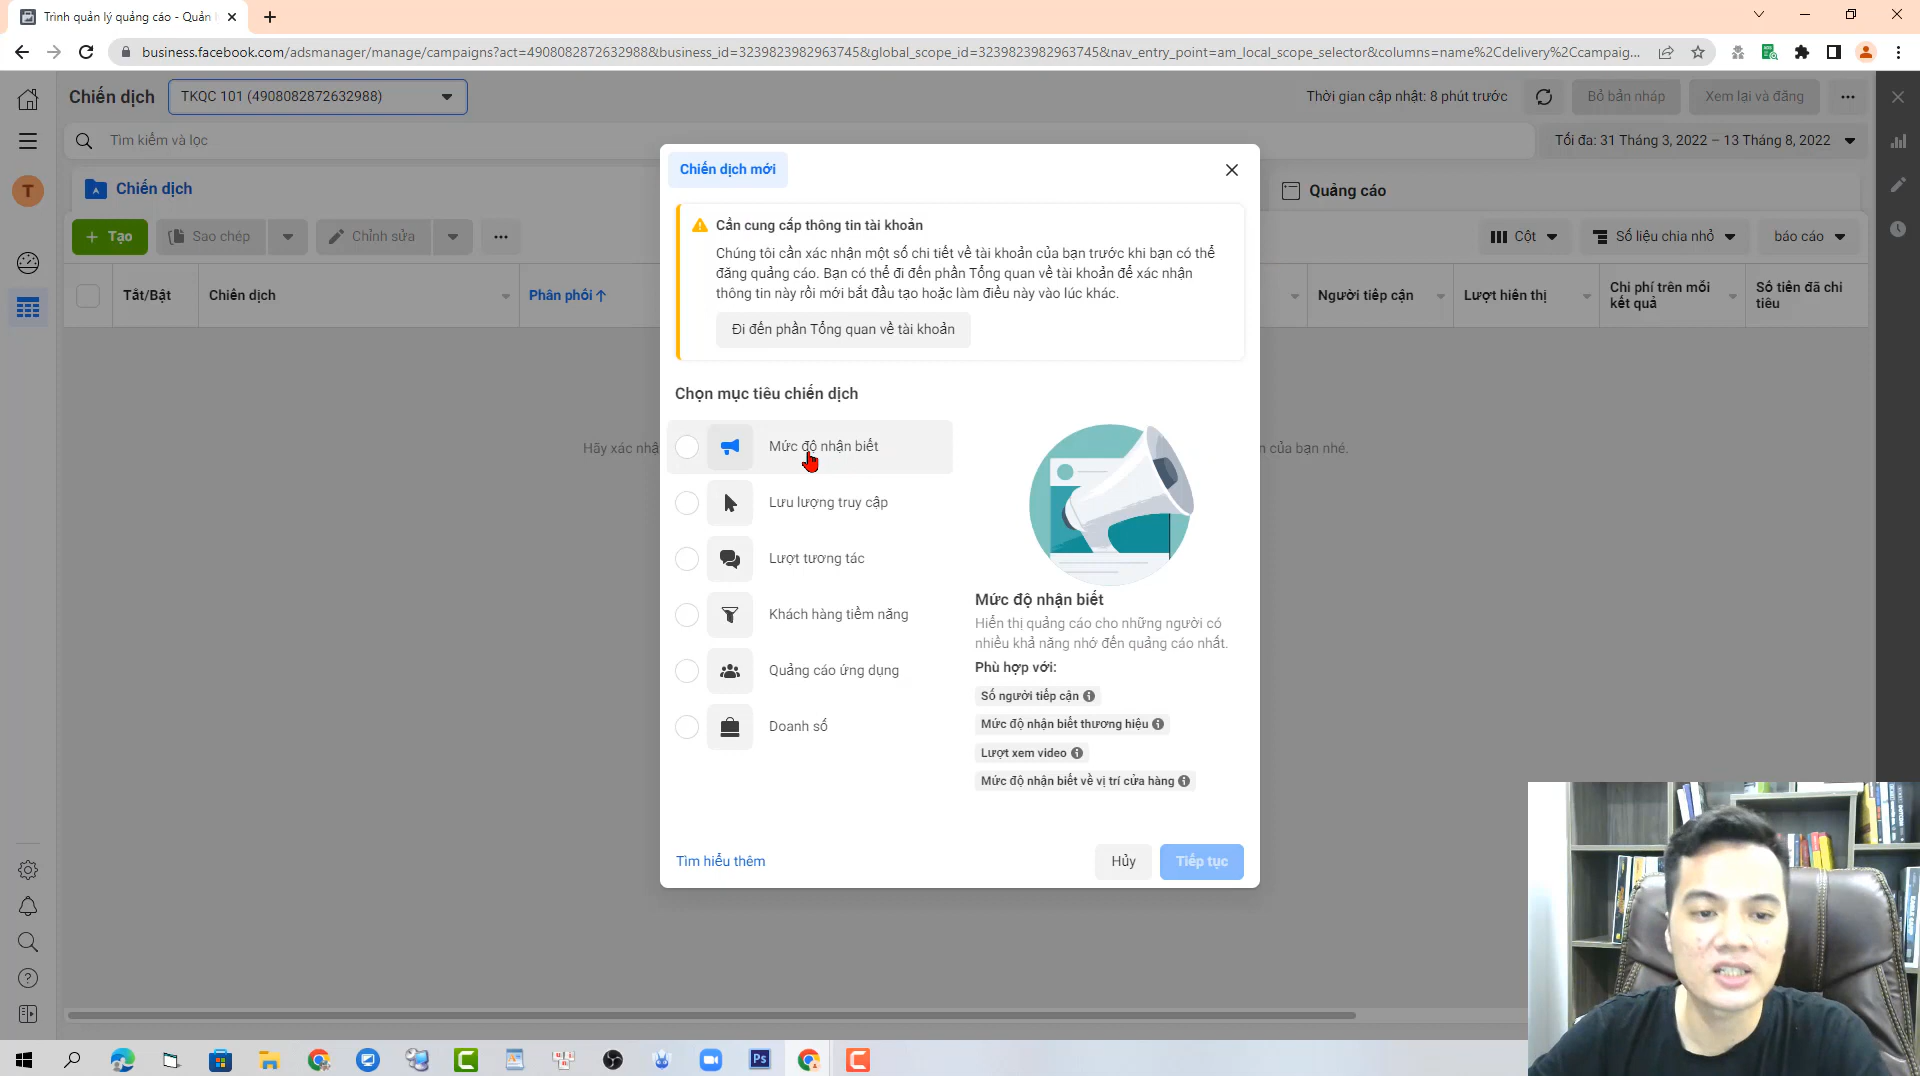 Trình quản lý quảng cáo - Quản
business.facebook.com/adsmanager/manage/campaigns?act=4908082872632988&business_id=3239823982963745&global_scope_id=3239823982963745&nav_entry_point=am_local_scope_selector&columns=name%2Cdelivery%2Ccampaig...
Chiến dịch
TKQC 101 (4908082872632988)
Thời gian cập nhật: 8 phút trước
Bỏ bản nháp
Xem lại và đăng
Tìm kiếm và lọc
Tối đa: 31 Tháng 3, 2022 – 13 Tháng 8, 2022
T
Chiến dịch
Quảng cáo
+ Tạo
Sao chép
Chỉnh sửa
Cột
Số liệu chia nhỏ
báo cáo
Tắt/Bật
Chiến dịch
Phân phối↑
Người tiếp cận
Lượt hiển thị
Chi phí trên mỗi
kết quả
Số tiền đã chi
tiêu
Hãy xác nhậ
n của bạn nhé.
Chiến dịch mới
Cần cung cấp thông tin tài khoản
Chúng tôi cần xác nhận một số chi tiết về tài khoản của bạn trước khi bạn có thể
đăng quảng cáo. Bạn có thể đi đến phần Tổng quan về tài khoản để xác nhận
thông tin này rồi mới bắt đầu tạo hoặc làm điều này vào lúc khác.
Đi đến phần Tổng quan về tài khoản
Chọn mục tiêu chiến dịch
Mức độ nhận biết
Lưu lượng truy cập
Lượt tương tác
Khách hàng tiềm năng
Quảng cáo ứng dụng
Doanh số
Mức độ nhận biết
Hiển thị quảng cáo cho những người có
nhiều khả năng nhớ đến quảng cáo nhất.
Phù hợp với:
Số người tiếp cận
Mức độ nhận biết thương hiệu
Lượt xem video
Mức độ nhận biết về vị trí cửa hàng
Tìm hiểu thêm
Hủy
Tiếp tục
Ps